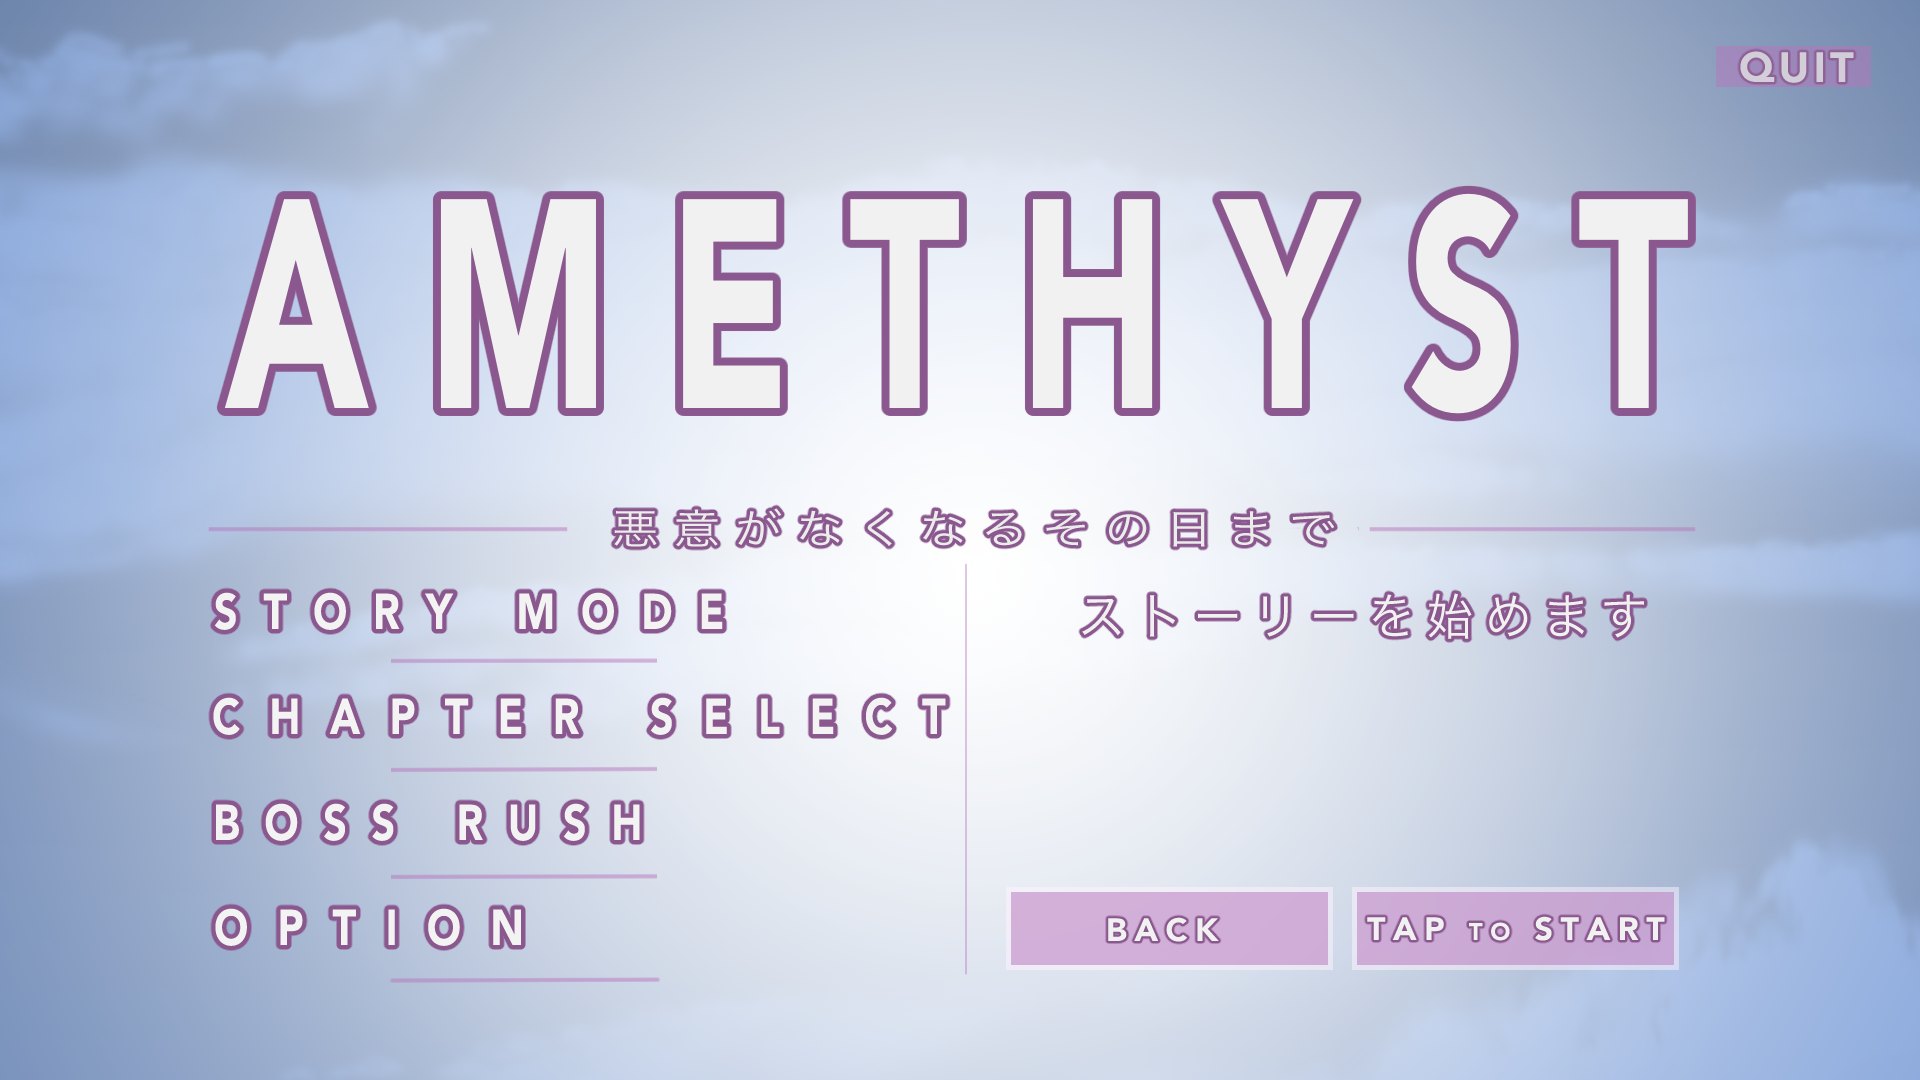 QUIT
AMETHYST
悪意がなくなるその日まで
STORY MODE
ストーリーを始めます
CHAPTER SELECT
BOSS RUSH
OPTION
BACK
TAP TO START